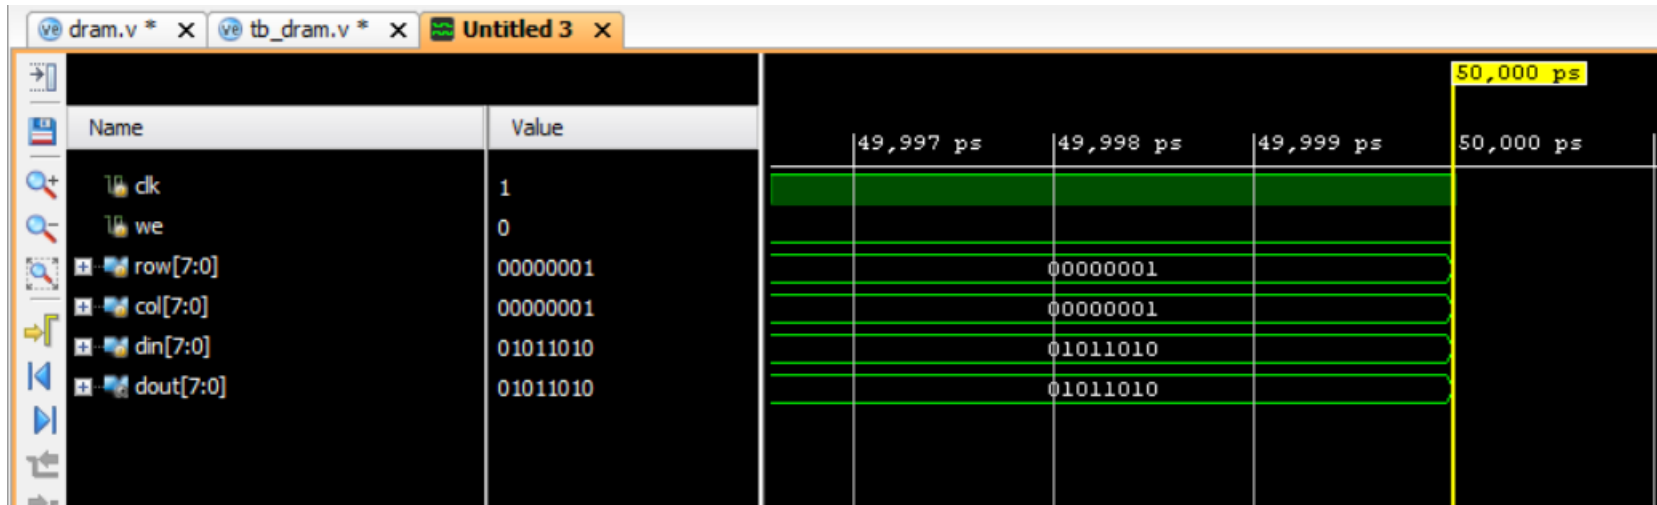 dram.v * X tb_dram.v * X Untitled 3 X
50,000 ps
Name Value
49,997 ps 49,998 ps 49,999 ps 50,000 ps
clk 1
we 0
row[7:0] 00000001 00000001
col[7:0] 00000001 00000001
din[7:0] 01011010 01011010
dout[7:0] 01011010 01011010